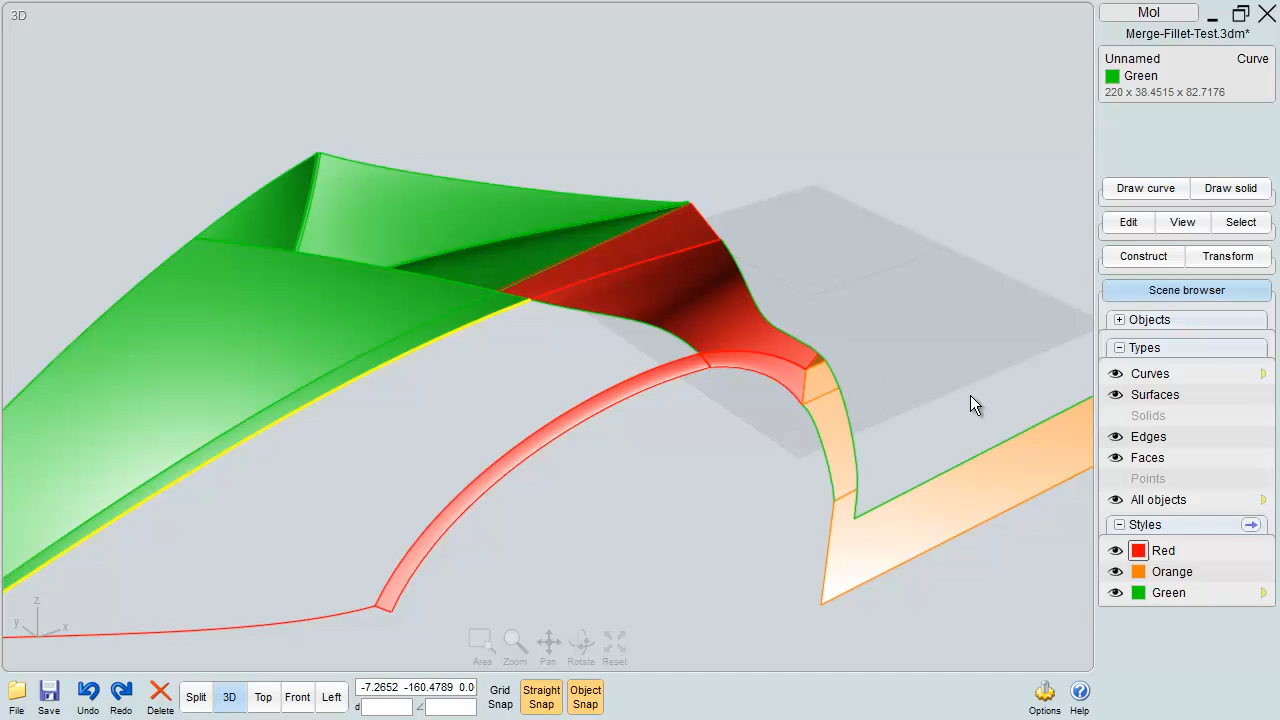 3D
MoI
Merge-Fillet-Test.3dm*
Unnamed Curve
Green
220 x 38.4515 x 82.7176
Draw curve Draw solid
Edit View Select
Construct Transform
Scene browser
Objects
Types
Curves
Surfaces
Solids
Edges
Faces
Points
All objects
Styles
Red
Orange
Green
z
y x
Area Zoom Pan Rotate Reset
File Save Undo Redo Delete Split 3D Top Front Left
-7.2652 -160.4789 0.0
d
Grid Snap
Straight Snap
Object Snap
Options Help